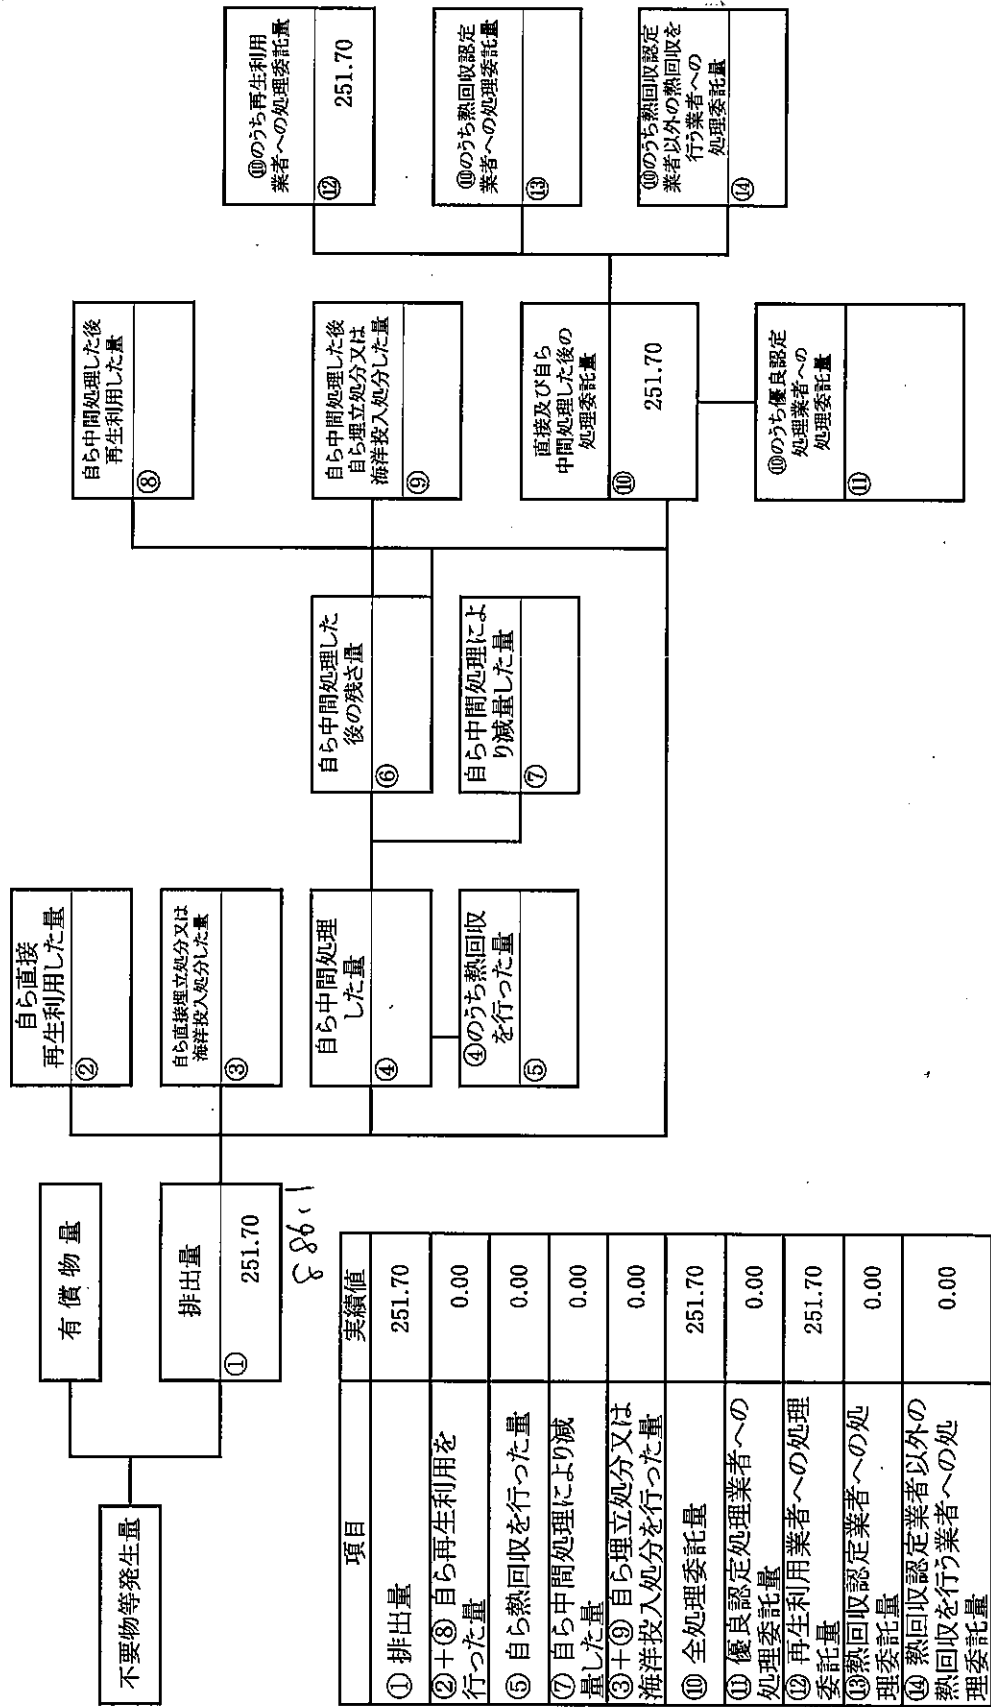 不要物等発生量
有償物量
排出量
①
251.70
自ら直接
再生利用した量
②
自ら直接埋立処分又は
海洋投入処分した量
③
自ら中間処理
した量
④
④のうち熱回収
を行った量
⑤
自ら中間処理した
後の残さ量
⑥
自ら中間処理によ
り減量した量
⑦
自ら中間処理した後
再生利用した量
⑧
自ら中間処理した後
自ら埋立処分又は
海洋投入処分した量
⑨
直接及び自ら
中間処理した後の
処理委託量
⑩
251.70
⑩のうち優良認定
処理業者への
処理委託量
⑪
⑩のうち再生利用
業者への処理委託量
⑫
251.70
⑩のうち熱回収認定
業者への処理委託量
⑬
⑩のうち熱回収認定
業者以外の熱回収を
行う業者への
処理委託量
⑭
項目 実績値
① 排出量 251.70
②＋⑧ 自ら再生利用を
行った量 0.00
⑤ 自ら熱回収を行った量 0.00
⑦ 自ら中間処理により減
量した量 0.00
③＋⑨ 自ら埋立処分又は
海洋投入処分を行った量 0.00
⑩ 全処理委託量 251.70
⑪ 優良認定処理業者への
処理委託量 0.00
⑫ 再生利用業者への処理
委託量 251.70
⑬熱回収認定業者への処
理委託量 0.00
⑭ 熱回収認定業者以外の
熱回収を行う業者への処
理委託量 0.00